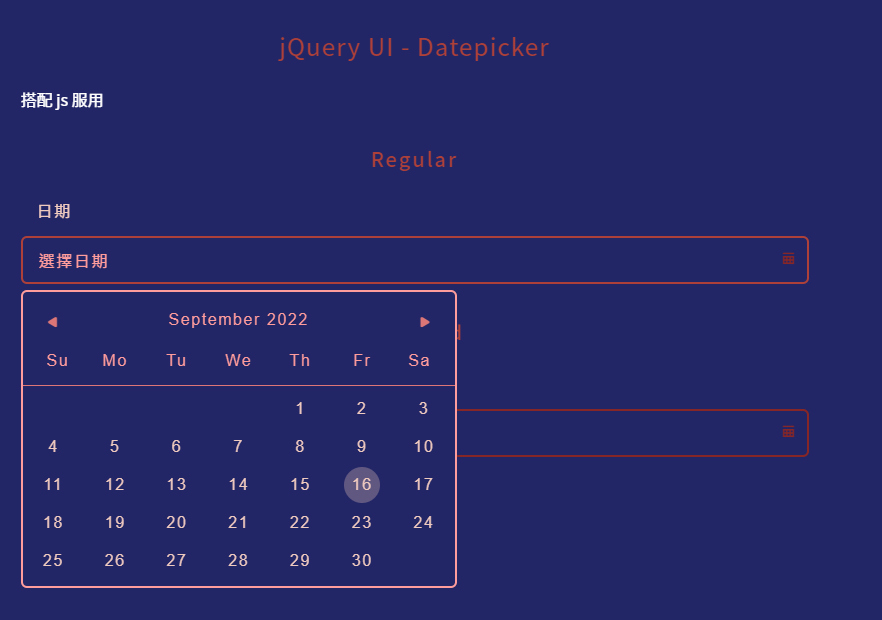 jQuery UI - Datepicker
搭配 js 服用
Regular
日期
選擇日期
September 2022
Su Mo Tu We Th Fr Sa
1 2 3
4 5 6 7 8 9 10
11 12 13 14 15 16 17
18 19 20 21 22 23 24
25 26 27 28 29 30